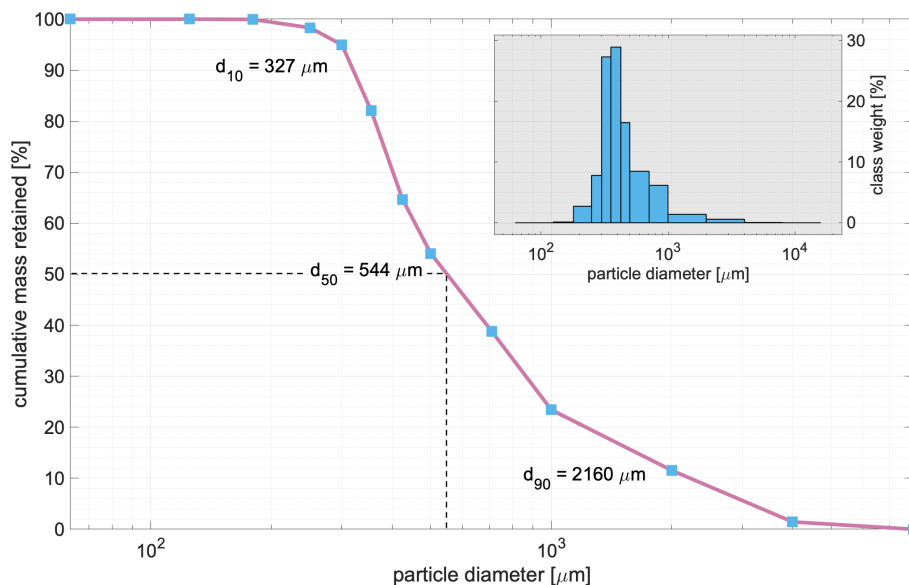 100
90
80
70
60
50
40
30
20
10
0
cumulative mass retained [%]
d10 = 327 μm
d50 = 544 μm
d90 = 2160 μm
10^2
10^3
particle diameter [μm]
30
20
10
0
class weight [%]
10^2
10^3
10^4
particle diameter [μm]